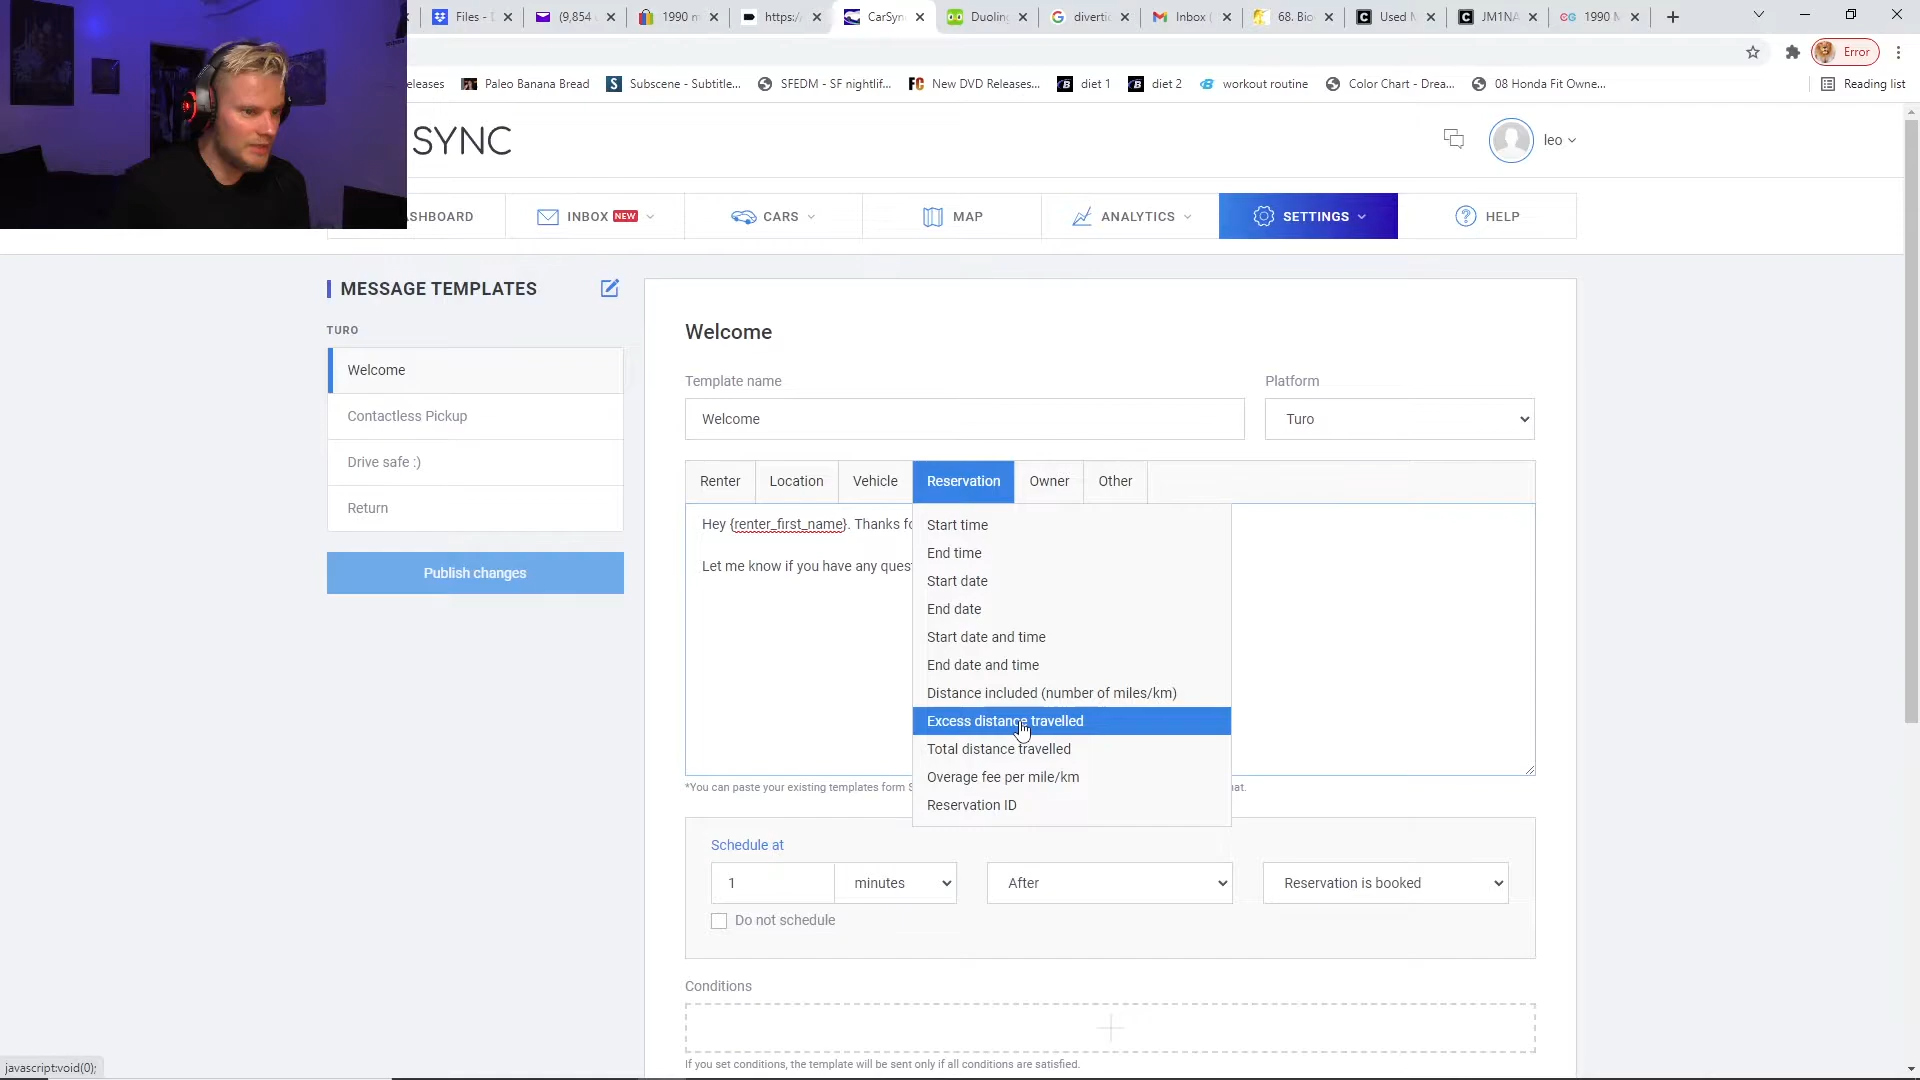 Files - D
(9,854
1990 m
https:/
CarSyn
Duoling
diverti
Inbox (
68. Bio
Used M
JM1NA
1990 M
Error
eleases
Paleo Banana Bread
Subscene - Subtitle...
SFEDM - SF nightlif...
New DVD Releases...
diet 1
diet 2
workout routine
Color Chart - Drea...
08 Honda Fit Owne...
Reading list
SYNC
leo
ASHBOARD
INBOX NEW
CARS
MAP
ANALYTICS
SETTINGS
HELP
MESSAGE TEMPLATES
TURO
Welcome
Contactless Pickup
Drive safe :)
Return
Publish changes
Welcome
Template name
Platform
Welcome
Turo
Renter
Location
Vehicle
Reservation
Owner
Other
Hey {renter_first_name}. Thanks fo
Let me know if you have any quest
Start time
End time
Start date
End date
Start date and time
End date and time
Distance included (number of miles/km)
Excess distance travelled
Total distance travelled
Overage fee per mile/km
Reservation ID
*You can paste your existing templates form S
at.
Schedule at
1
minutes
After
Reservation is booked
Do not schedule
Conditions
If you set conditions, the template will be sent only if all conditions are satisfied.
javascript:void(0);